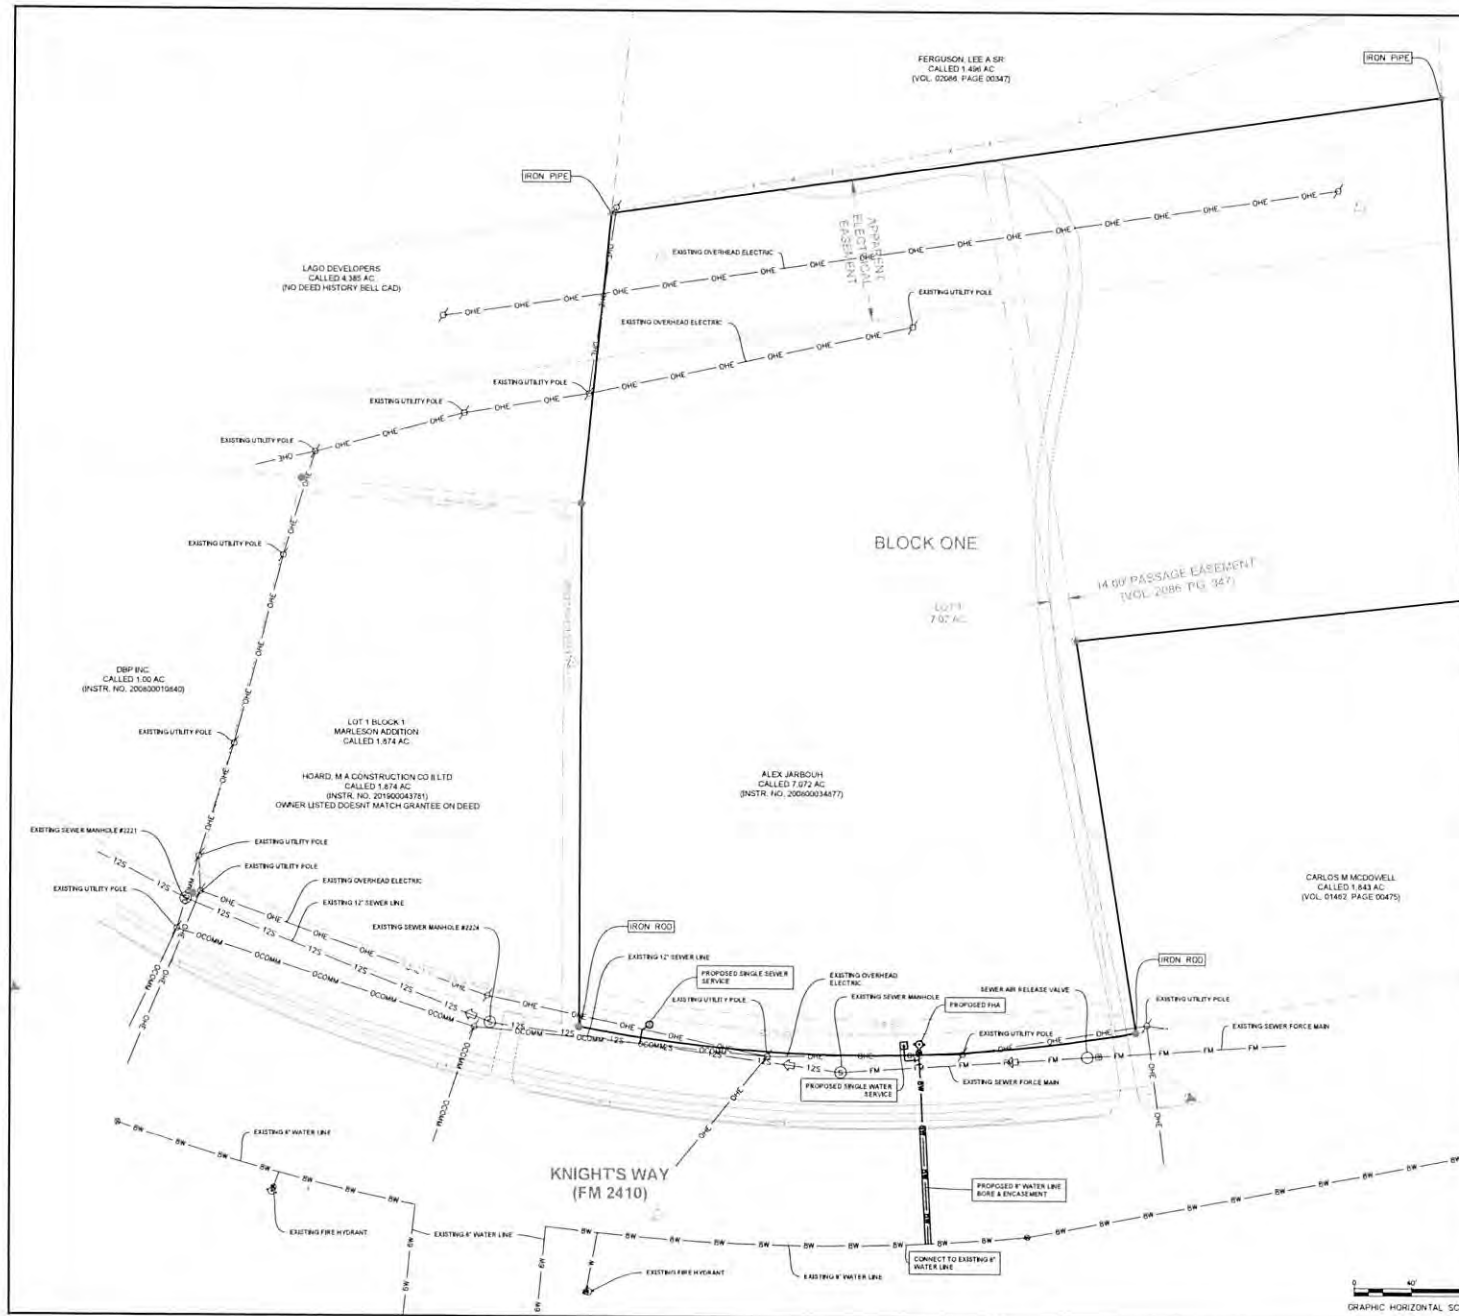 FERGUSON, LEE A SR
CALLED 1.496 AC
(VOL. 02086, PAGE 00347)
IRON PIPE
IRON PIPE
APPARENT
ELECTRICAL
EASEMENT
EXISTING OVERHEAD ELECTRIC
LAGO DEVELOPERS
CALLED 4.385 AC
(NO DEED HISTORY BELL CAD)
EXISTING UTILITY POLE
EXISTING OVERHEAD ELECTRIC
EXISTING UTILITY POLE
EXISTING UTILITY POLE
EXISTING UTILITY POLE
EXISTING UTILITY POLE
BLOCK ONE
14.00' PASSAGE EASEMENT
(VOL. 2086, PG. 347)
LOT 1
7.07 AC
DBP INC.
CALLED 1.00 AC
(INSTR. NO. 200800010840)
LOT 1 BLOCK 1
MARLESON ADDITION
CALLED 1.674 AC
EXISTING UTILITY POLE
HOARD, M A CONSTRUCTION CO II LTD
CALLED 1.674 AC
(INSTR. NO. 201900043781)
OWNER LISTED DOESNT MATCH GRANTEE ON DEED
ALEX JARBOUH
CALLED 7.072 AC
(INSTR. NO. 200800034877)
EXISTING SEWER MANHOLE #2221
EXISTING UTILITY POLE
EXISTING UTILITY POLE
EXISTING OVERHEAD ELECTRIC
EXISTING UTILITY POLE
EXISTING 12" SEWER LINE
CARLOS M MCDOWELL
CALLED 1.843 AC
(VOL. 01462, PAGE 00475)
EXISTING SEWER MANHOLE #2224
IRON ROD
EXISTING 12" SEWER LINE
PROPOSED SINGLE SEWER
SERVICE
EXISTING OVERHEAD
ELECTRIC
EXISTING UTILITY POLE
EXISTING SEWER MANHOLE
SEWER AIR RELEASE VALVE
PROPOSED FHA
IRON ROD
EXISTING UTILITY POLE
EXISTING UTILITY POLE
EXISTING SEWER FORCE MAIN
PROPOSED SINGLE WATER
SERVICE
EXISTING SEWER FORCE MAIN
EXISTING 8" WATER LINE
KNIGHT'S WAY
(FM 2410)
PROPOSED 8" WATER LINE
BORE & ENCASEMENT
EXISTING FIRE HYDRANT
EXISTING 8" WATER LINE
CONNECT TO EXISTING 8"
WATER LINE
EXISTING FIRE HYDRANT
EXISTING 8" WATER LINE
0 40'
GRAPHIC HORIZONTAL SC